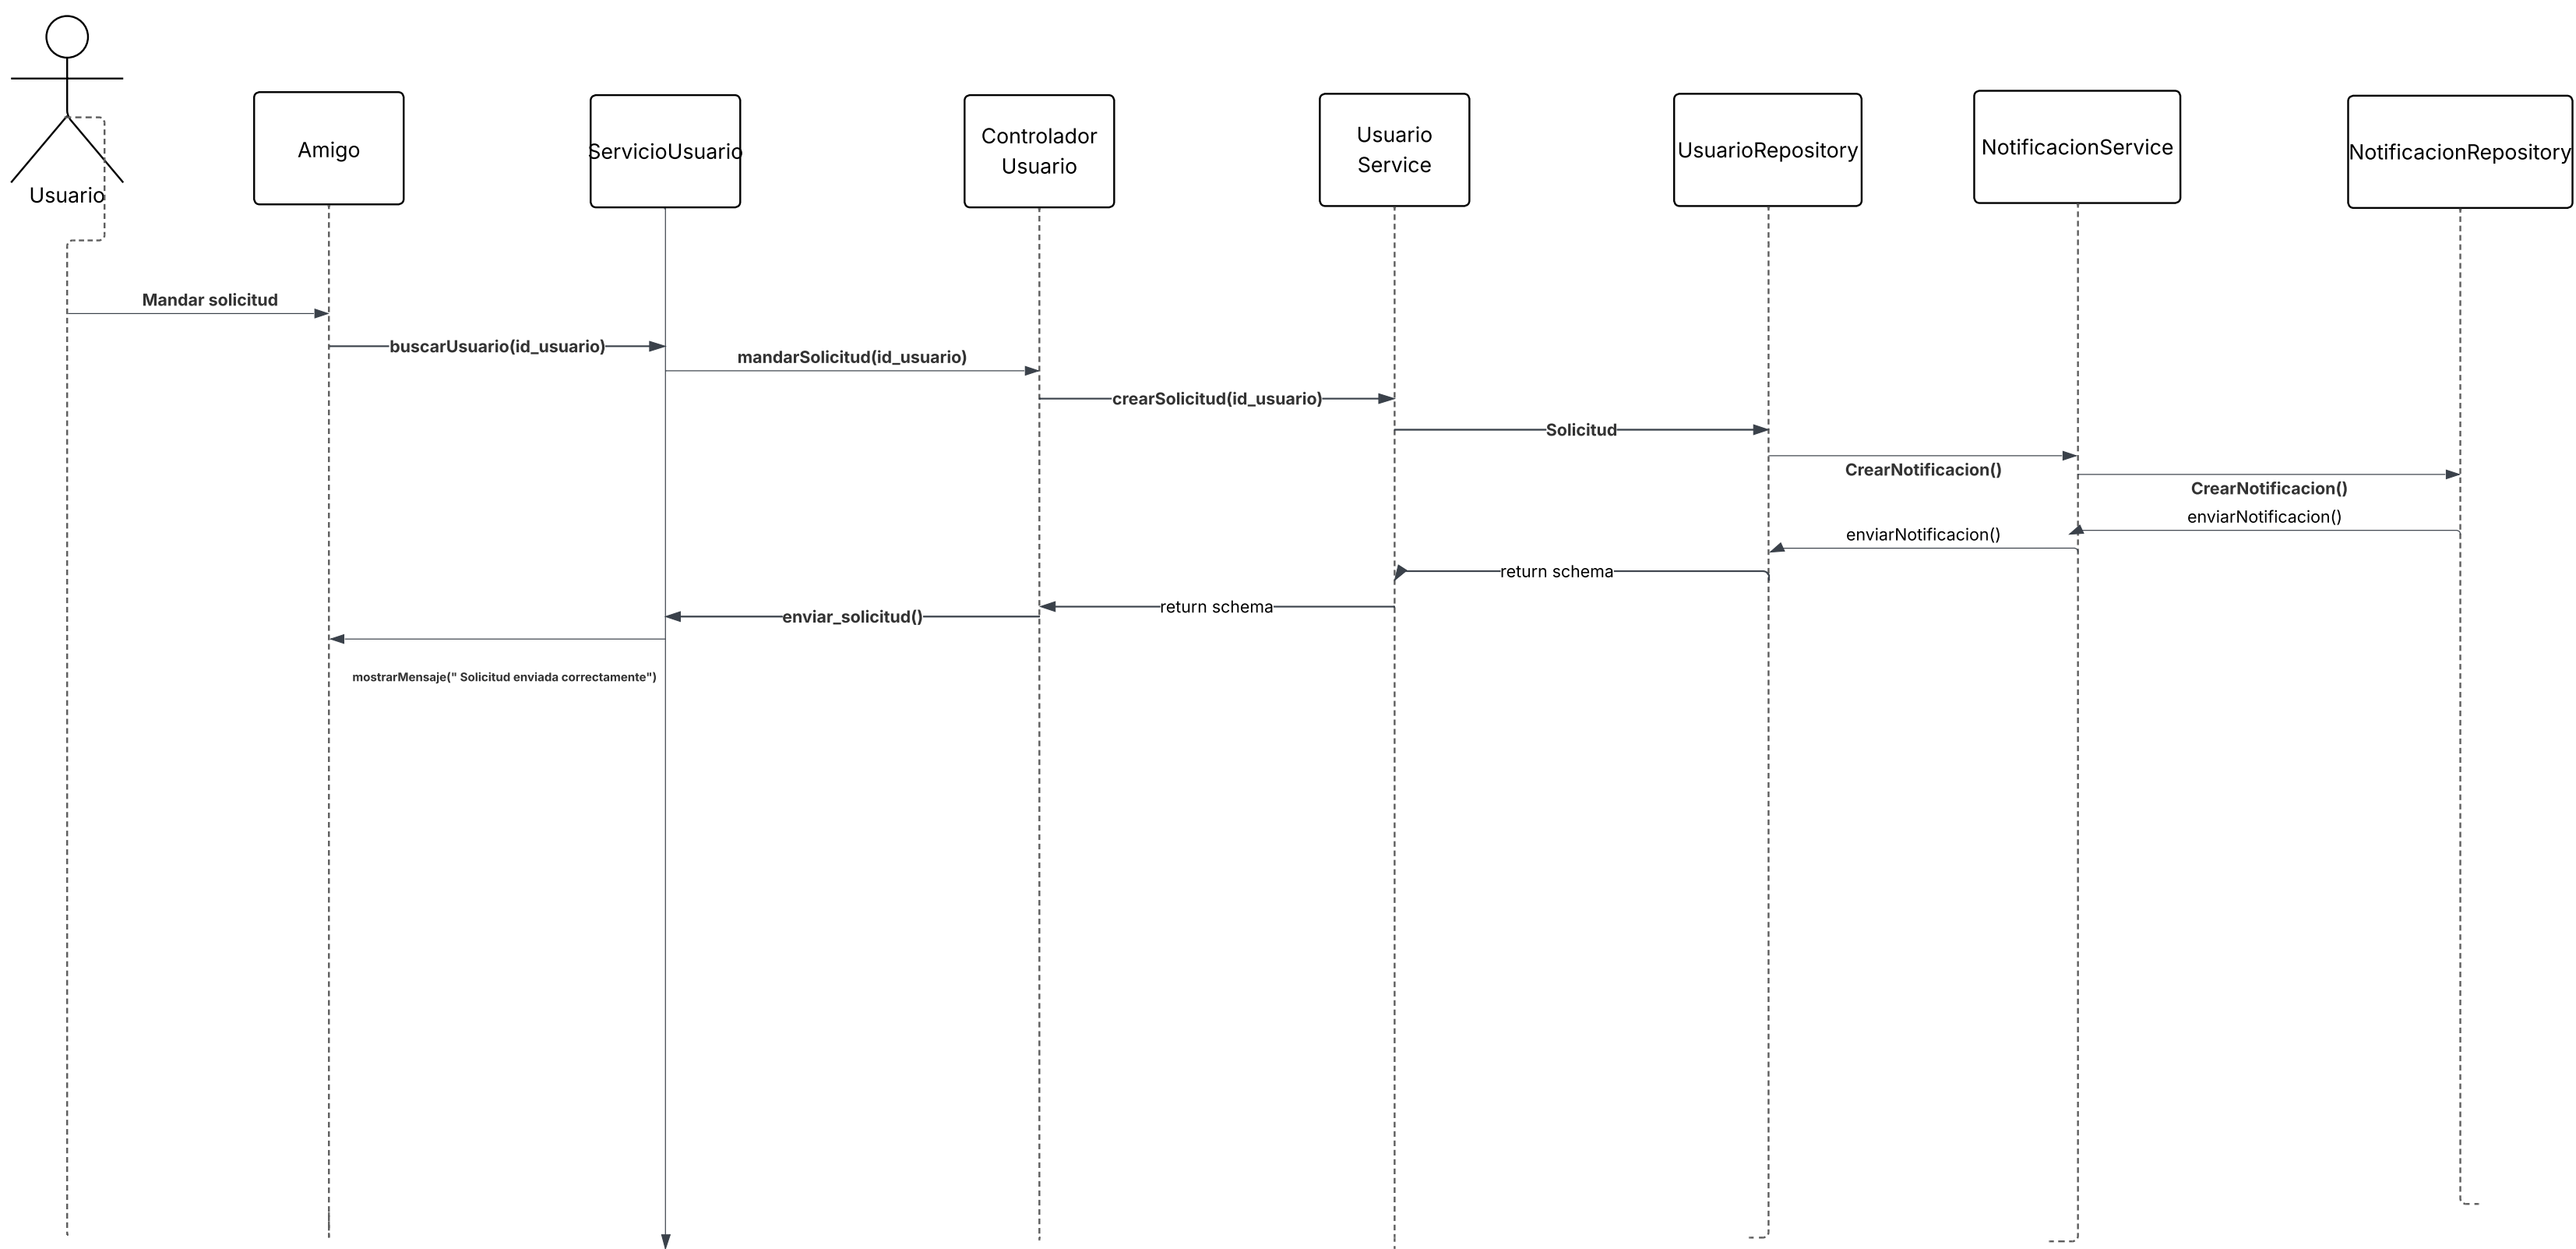 Usuario
Amigo
ServicioUsuario
Controlador
Usuario
Usuario
Service
UsuarioRepository
NotificacionService
NotificacionRepository
Mandar solicitud
buscarUsuario(id_usuario)
mandarSolicitud(id_usuario)
crearSolicitud(id_usuario)
Solicitud
CrearNotificacion()
CrearNotificacion()
enviarNotificacion()
enviarNotificacion()
return schema
return schema
enviar_solicitud()
mostrarMensaje(" Solicitud enviada correctamente")